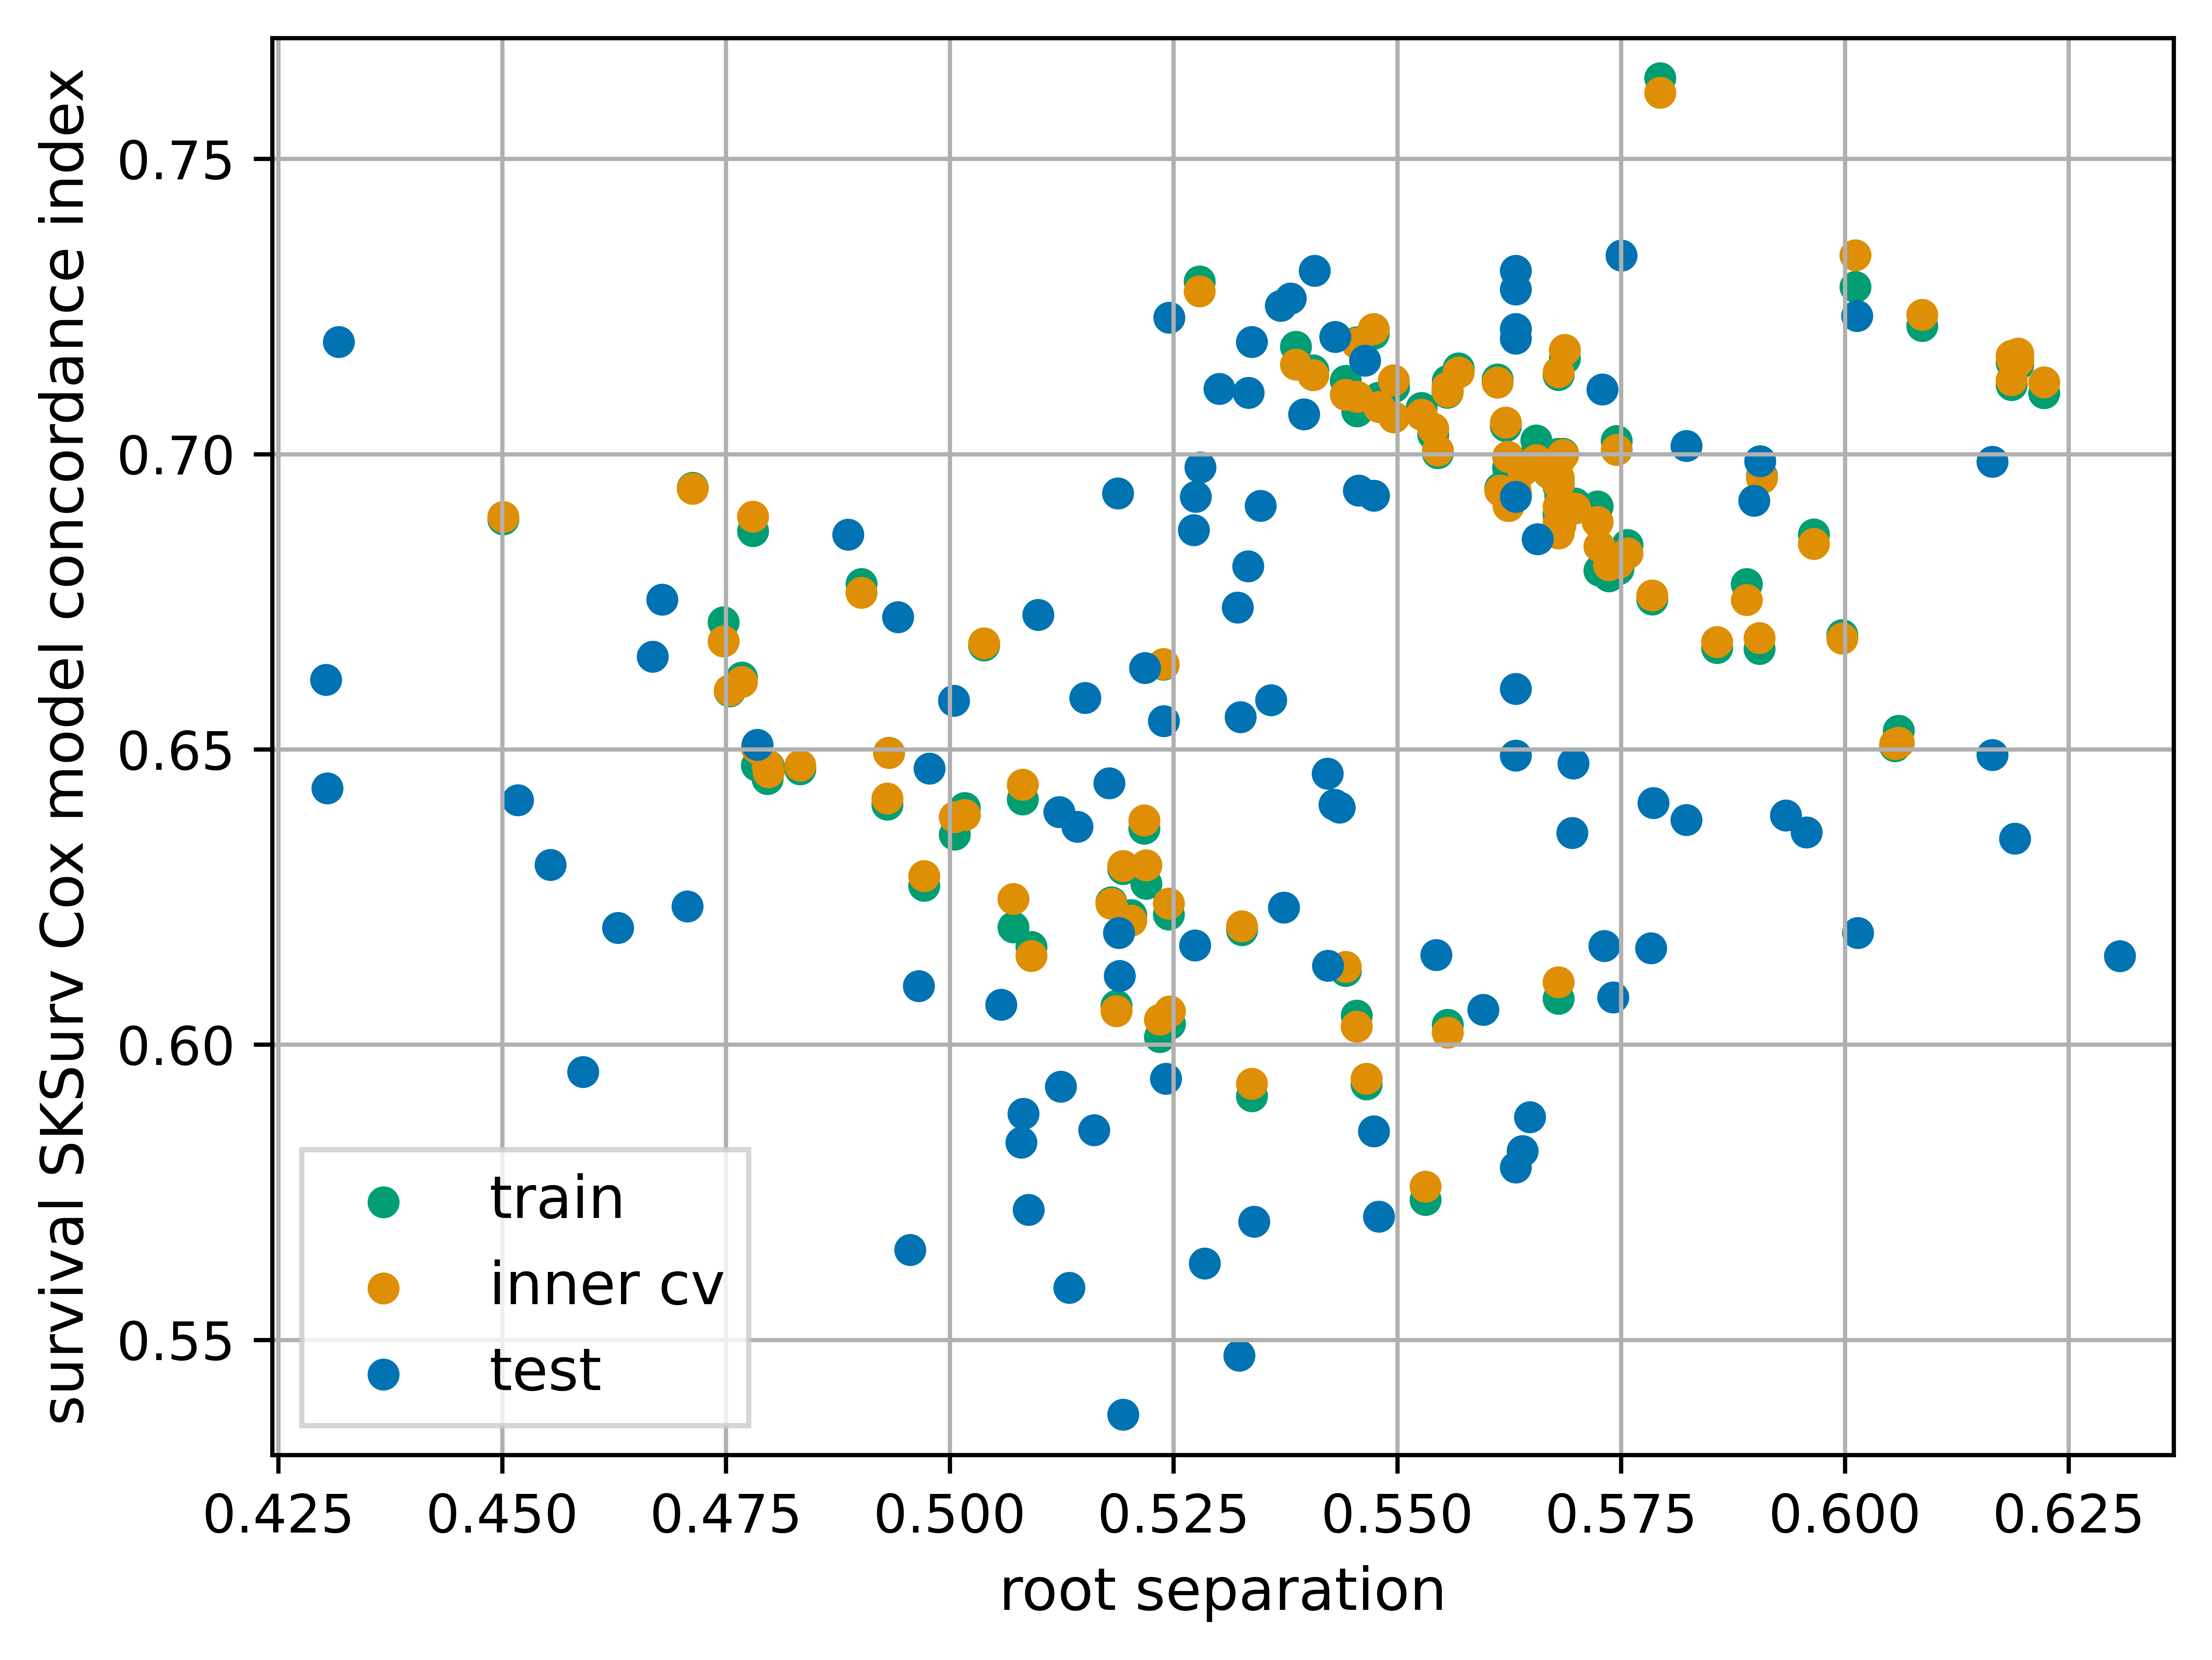 survival SKSurv Cox model concordance index
0.75
0.70
0.65
0.60
0.55
train
inner cv
test
0.425 0.450 0.475 0.500 0.525 0.550 0.575 0.600 0.625
root separation